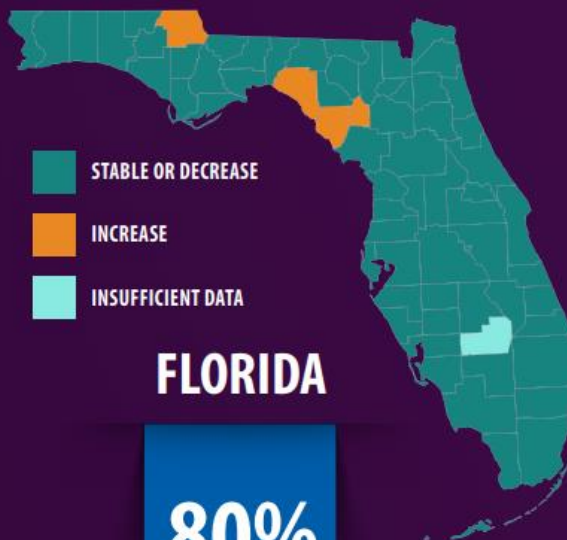 STABLE OR DECREASE
INCREASE
INSUFFICIENT DATA
FLORIDA
80%